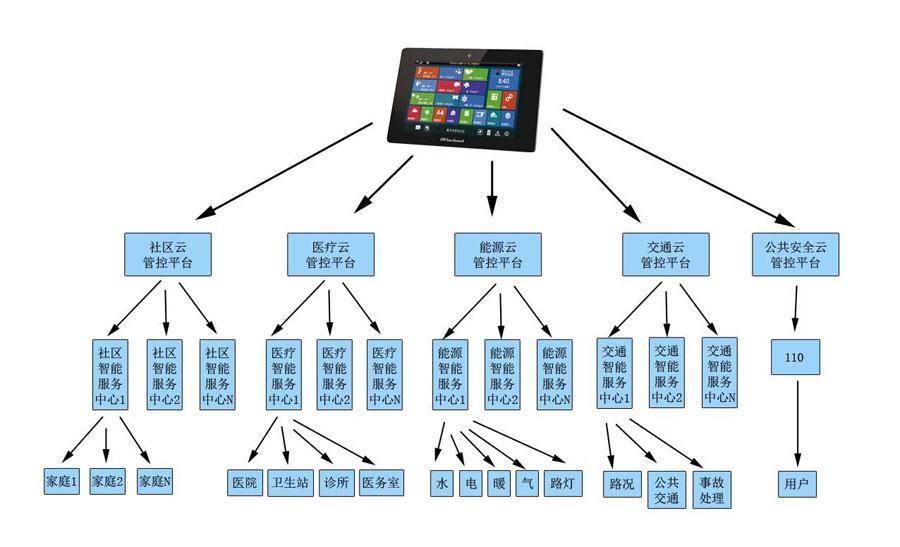 8:40
社区云
管控平台
医疗云
管控平台
能源云
管控平台
交通云
管控平台
公共安全云
管控平台
社区
智能
服务
中心1
社区
智能
服务
中心2
社区
智能
服务
中心N
医疗
智能
服务
中心1
医疗
智能
服务
中心2
医疗
智能
服务
中心N
能源
智能
服务
中心1
能源
智能
服务
中心2
能源
智能
服务
中心N
交通
智能
服务
中心1
交通
智能
服务
中心2
交通
智能
服务
中心N
110
家庭1
家庭2
家庭N
医院
卫生站
诊所
医务室
水
电
暖
气
路灯
路况
公共
交通
事故
处理
用户